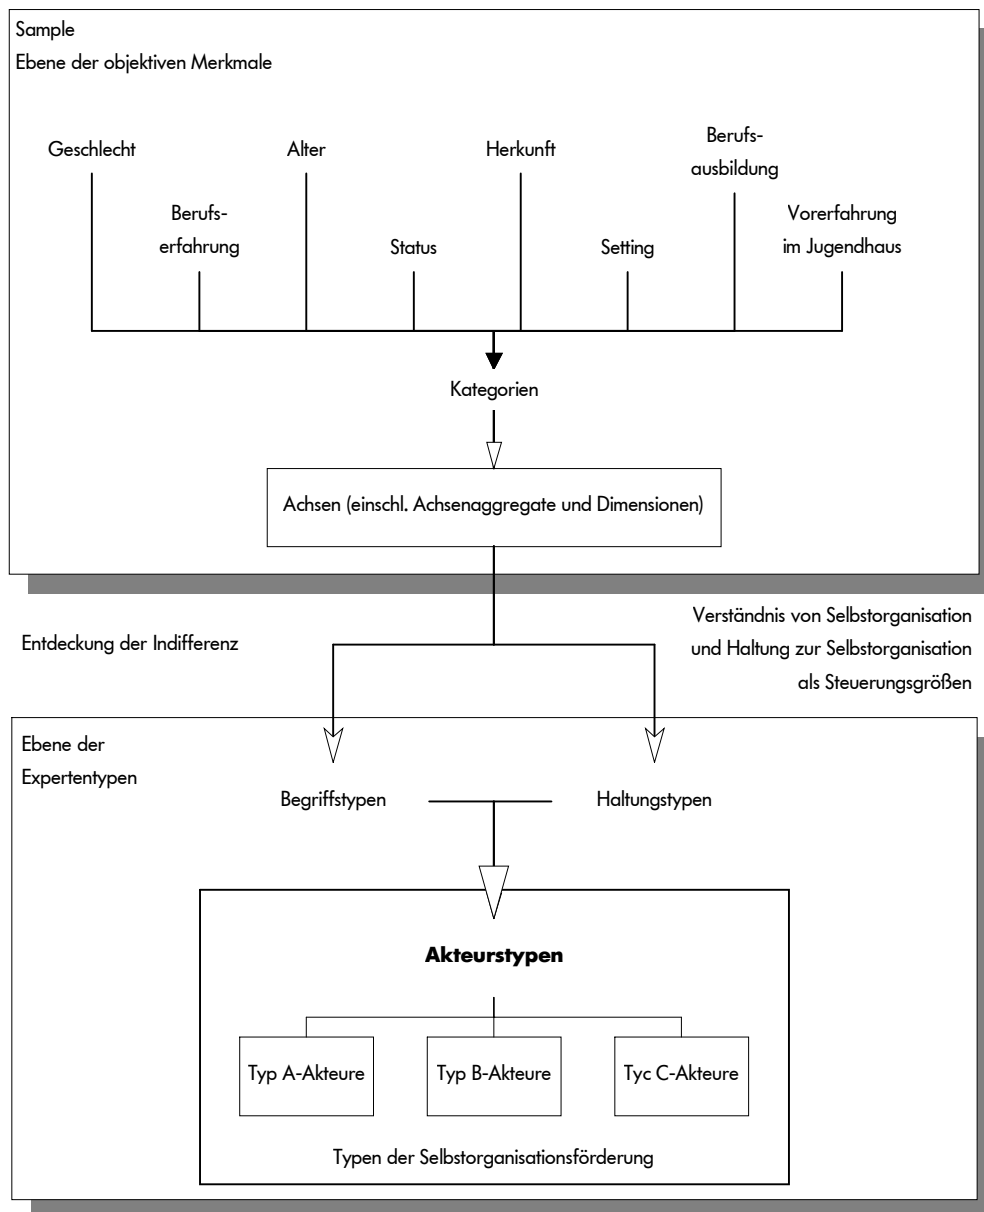 Sample
Ebene der objektiven Merkmale
Geschlecht
Berufs-
erfahrung
Alter
Status
Herkunft
Setting
Berufs-
ausbildung
Vorerfahrung
im Jugendhaus
Kategorien
Achsen (einschl. Achsenaggregate und Dimensionen)
Entdeckung der Indifferenz
Verständnis von Selbstorganisation
und Haltung zur Selbstorganisation
als Steuerungsgrößen
Ebene der
Expertentypen
Begriffstypen
Haltungstypen
Akteurstypen
Typ A-Akteure
Typ B-Akteure
Tyc C-Akteure
Typen der Selbstorganisationsförderung